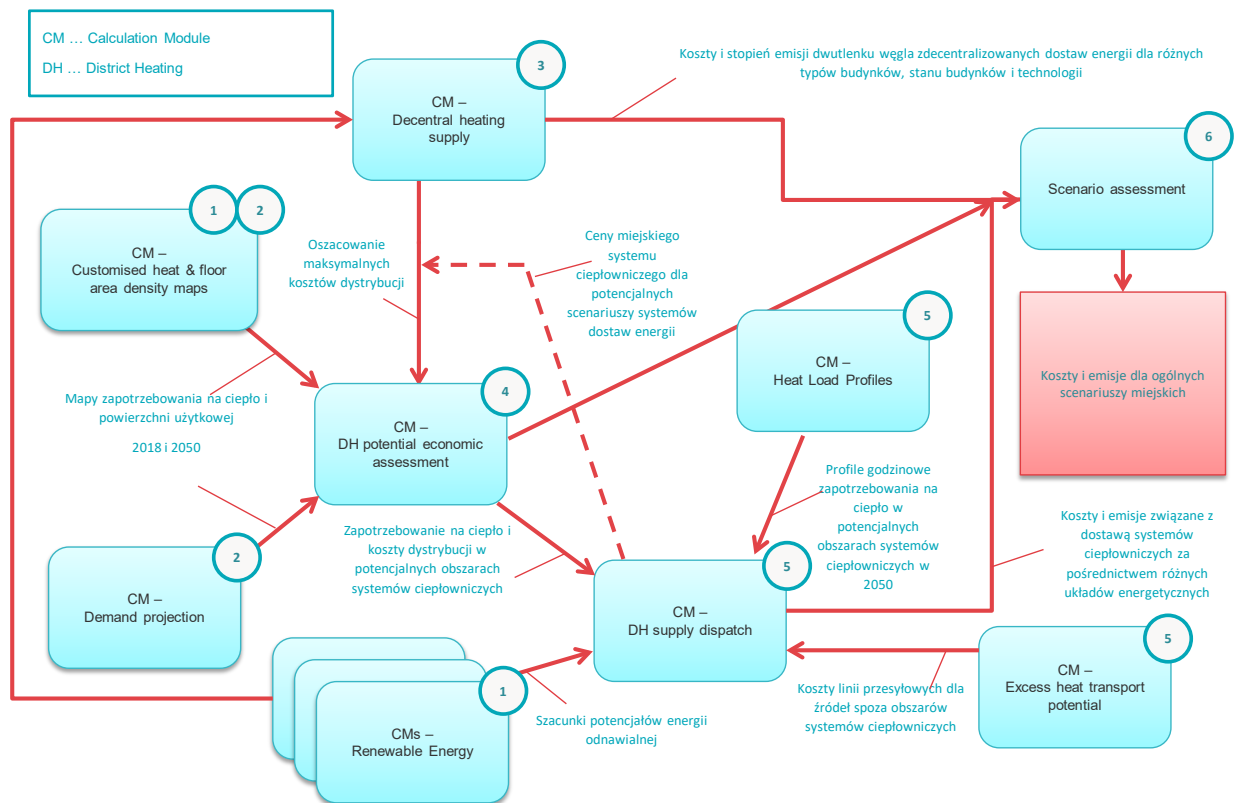 CM … Calculation Module
DH … District Heating
3
CM –
Decentral heating
supply
Koszty i stopień emisji dwutlenku węgla zdecentralizowanych dostaw energii dla różnych
typów budynków, stanu budynków i technologii
6
Scenario assessment
1
2
CM –
Customised heat & floor
area density maps
Oszacowanie
maksymalnych
kosztów dystrybucji
Ceny miejskiego
systemu
ciepłowniczego dla
potencjalnych
scenariuszy systemów
dostaw energii
5
CM –
Heat Load Profiles
Koszty i emisje dla ogólnych
scenariuszy miejskich
Mapy zapotrzebowania na ciepło i
powierzchni użytkowej
2018 i 2050
4
CM –
DH potential economic
assessment
Profile godzinowe
zapotrzebowania na
ciepło w
potencjalnych
obszarach systemów
ciepłowniczych w
2050
Koszty i emisje związane z
dostawą systemów
ciepłowniczych za
pośrednictwem różnych
układów energetycznych
Zapotrzebowanie na ciepło i
koszty dystrybucji w
potencjalnych obszarach
systemów ciepłowniczych
2
CM –
Demand projection
5
CM –
DH supply dispatch
5
CM –
Excess heat transport
potential
Koszty linii przesyłowych dla
źródeł spoza obszarów
systemów ciepłowniczych
1
CMs –
Renewable Energy
Szacunki potencjałów energii
odnawialnej